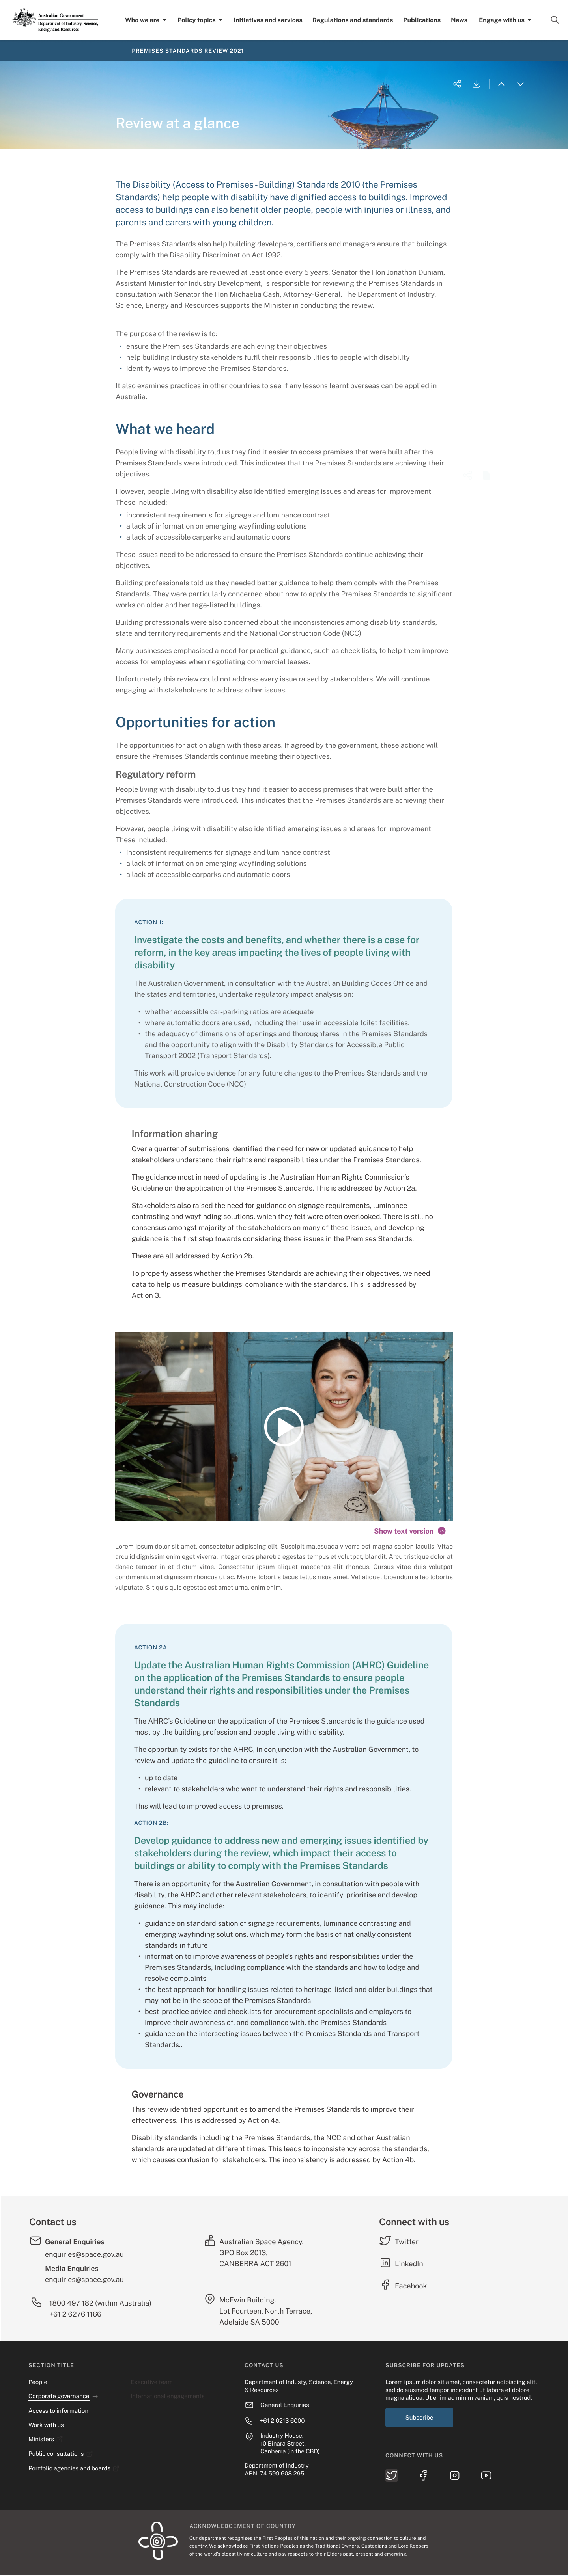 Australian Government
Department of Industry, Science,
Energy and Resources
Who we are
Policy topics
Initiatives and services
Regulations and standards
Publications
News
Engage with us
PREMISES STANDARDS REVIEW 2021
Review at a glance
The Disability (Access to Premises-Building) Standards 2010 (the Premises
Standards) help people with disability have dignified access to buildings. Improved
access to buildings can also benefit older people, people with injuries or illness, and
parents and carers with young children.
The Premises Standards also help building developers, certifiers and managers ensure that buildings
comply with the Disability Discrimination Act 1992.
The Premises Standards are reviewed at least once every 5 years. Senator the Hon Jonathon Duniam,
Assistant Minister for Industry Development, is responsible for reviewing the Premises Standards in
consultation with Senator the Hon Michaelia Cash, Attorney-General. The Department of Industry,
Science, Energy and Resources supports the Minister in conducting the review.
The purpose of the review is to:
• ensure the Premises Standards are achieving their objectives
• help building industry stakeholders fulfil their responsibilities to people with disability
• identify ways to improve the Premises Standards.
It also examines practices in other countries to see if any lessons learnt overseas can be applied in
Australia.
What we heard
People living with disability told us they find it easier to access premises that were built after the
Premises Standards were introduced. This indicates that the Premises Standards are achieving their
objectives.
However, people living with disability also identified emerging issues and areas for improvement.
These included:
• inconsistent requirements for signage and luminance contrast
• a lack of information on emerging wayfinding solutions
• a lack of accessible carparks and automatic doors
These issues need to be addressed to ensure the Premises Standards continue achieving their
objectives.
Building professionals told us they needed better guidance to help them comply with the Premises
Standards. They were particularly concerned about how to apply the Premises Standards to significant
works on older and heritage-listed buildings.
Building professionals were also concerned about the inconsistencies among disability standards,
state and territory requirements and the National Construction Code (NCC).
Many businesses emphasised a need for practical guidance, such as check lists, to help them improve
access for employees when negotiating commercial leases.
Unfortunately this review could not address every issue raised by stakeholders. We will continue
engaging with stakeholders to address other issues.
Opportunities for action
The opportunities for action align with these areas. If agreed by the government, these actions will
ensure the Premises Standards continue meeting their objectives.
Regulatory reform
People living with disability told us they find it easier to access premises that were built after the
Premises Standards were introduced. This indicates that the Premises Standards are achieving their
objectives.
However, people living with disability also identified emerging issues and areas for improvement.
These included:
• inconsistent requirements for signage and luminance contrast
• a lack of information on emerging wayfinding solutions
• a lack of accessible carparks and automatic doors
ACTION 1:
Investigate the costs and benefits, and whether there is a case for
reform, in the key areas impacting the lives of people living with
disability
The Australian Government, in consultation with the Australian Building Codes Office and
the states and territories, undertake regulatory impact analysis on:
• whether accessible car-parking ratios are adequate
• where automatic doors are used, including their use in accessible toilet facilities.
• the adequacy of dimensions of openings and thoroughfares in the Premises Standards
and the opportunity to align with the Disability Standards for Accessible Public
Transport 2002 (Transport Standards).
This work will provide evidence for any future changes to the Premises Standards and the
National Construction Code (NCC).
Information sharing
Over a quarter of submissions identified the need for new or updated guidance to help
stakeholders understand their rights and responsibilities under the Premises Standards.
The guidance most in need of updating is the Australian Human Rights Commission's
Guideline on the application of the Premises Standards. This is addressed by Action 2a.
Stakeholders also raised the need for guidance on signage requirements, luminance
contrasting and wayfinding solutions, which they felt were often overlooked. There is still no
consensus amongst majority of the stakeholders on many of these issues, and developing
guidance is the first step towards considering these issues in the Premises Standards.
These are all addressed by Action 2b.
To properly assess whether the Premises Standards are achieving their objectives, we need
data to help us measure buildings' compliance with the standards. This is addressed by
Action 3.
Show text version
Lorem ipsum dolor sit amet, consectetur adipiscing elit. Suscipit malesuada viverra est magna sapien iaculis. Vitae
arcu id dignissim enim eget viverra. Integer cras pharetra egestas tempus et volutpat, blandit. Arcu tristique dolor at
donec tempor in et dictum vitae. Consectetur ipsum aliquet maecenas elit rhoncus. Cursus vitae duis volutpat
condimentum at dignissim rhoncus ut ac. Mauris lobortis lacus tellus risus amet. Vel aliquet bibendum a leo lobortis
vulputate. Sit quis quis egestas est amet urna, enim enim.
ACTION 2A:
Update the Australian Human Rights Commission (AHRC) Guideline
on the application of the Premises Standards to ensure people
understand their rights and responsibilities under the Premises
Standards
The AHRC's Guideline on the application of the Premises Standards is the guidance used
most by the building profession and people living with disability.
The opportunity exists for the AHRC, in conjunction with the Australian Government, to
review and update the guideline to ensure it is:
• up to date
• relevant to stakeholders who want to understand their rights and responsibilities.
This will lead to improved access to premises.
ACTION 2B:
Develop guidance to address new and emerging issues identified by
stakeholders during the review, which impact their access to
buildings or ability to comply with the Premises Standards
There is an opportunity for the Australian Government, in consultation with people with
disability, the AHRC and other relevant stakeholders, to identify, prioritise and develop
guidance. This may include:
• guidance on standardisation of signage requirements, luminance contrasting and
emerging wayfinding solutions, which may form the basis of nationally consistent
standards in future
• information to improve awareness of people's rights and responsibilities under the
Premises Standards, including compliance with the standards and how to lodge and
resolve complaints
• the best approach for handling issues related to heritage-listed and older buildings that
may not be in the scope of the Premises Standards
• best-practice advice and checklists for procurement specialists and employers to
improve their awareness of, and compliance with, the Premises Standards
• guidance on the intersecting issues between the Premises Standards and Transport
Standards..
Governance
This review identified opportunities to amend the Premises Standards to improve their
effectiveness. This is addressed by Action 4a.
Disability standards including the Premises Standards, the NCC and other Australian
standards are updated at different times. This leads to inconsistency across the standards,
which causes confusion for stakeholders. The inconsistency is addressed by Action 4b.
Contact us
General Enquiries
enquiries@space.gov.au
Media Enquiries
enquiries@space.gov.au
1800 497 182 (within Australia)
+61 2 6276 1166
Australian Space Agency,
GPO Box 2013,
CANBERRA ACT 2601
McEwin Building.
Lot Fourteen, North Terrace,
Adelaide SA 5000
Connect with us
Twitter
LinkedIn
Facebook
SECTION TITLE
People
Corporate governance →
Access to information
Work with us
Ministers
Public consultations
Portfolio agencies and boards
Executive team
International engagements
CONTACT US
Department of Industy, Science, Energy
& Resources
General Enquiries
+61 2 6213 6000
Industry House,
10 Binara Street,
Canberra (in the CBD).
Department of Industry
ABN: 74 599 608 295
SUBSCRIBE FOR UPDATES
Lorem ipsum dolor sit amet, consectetur adipiscing elit,
sed do eiusmod tempor incididunt ut labore et dolore
magna aliqua. Ut enim ad minim veniam, quis nostrud.
Subscribe
CONNECT WITH US:
ACKNOWLEDGEMENT OF COUNTRY
Our department recognises the First Peoples of this nation and their ongoing connection to culture and
country. We acknowledge First Nations Peoples as the Traditional Owners, Custodians and Lore Keepers
of the world's oldest living culture and pay respects to their Elders past, present and emerging.